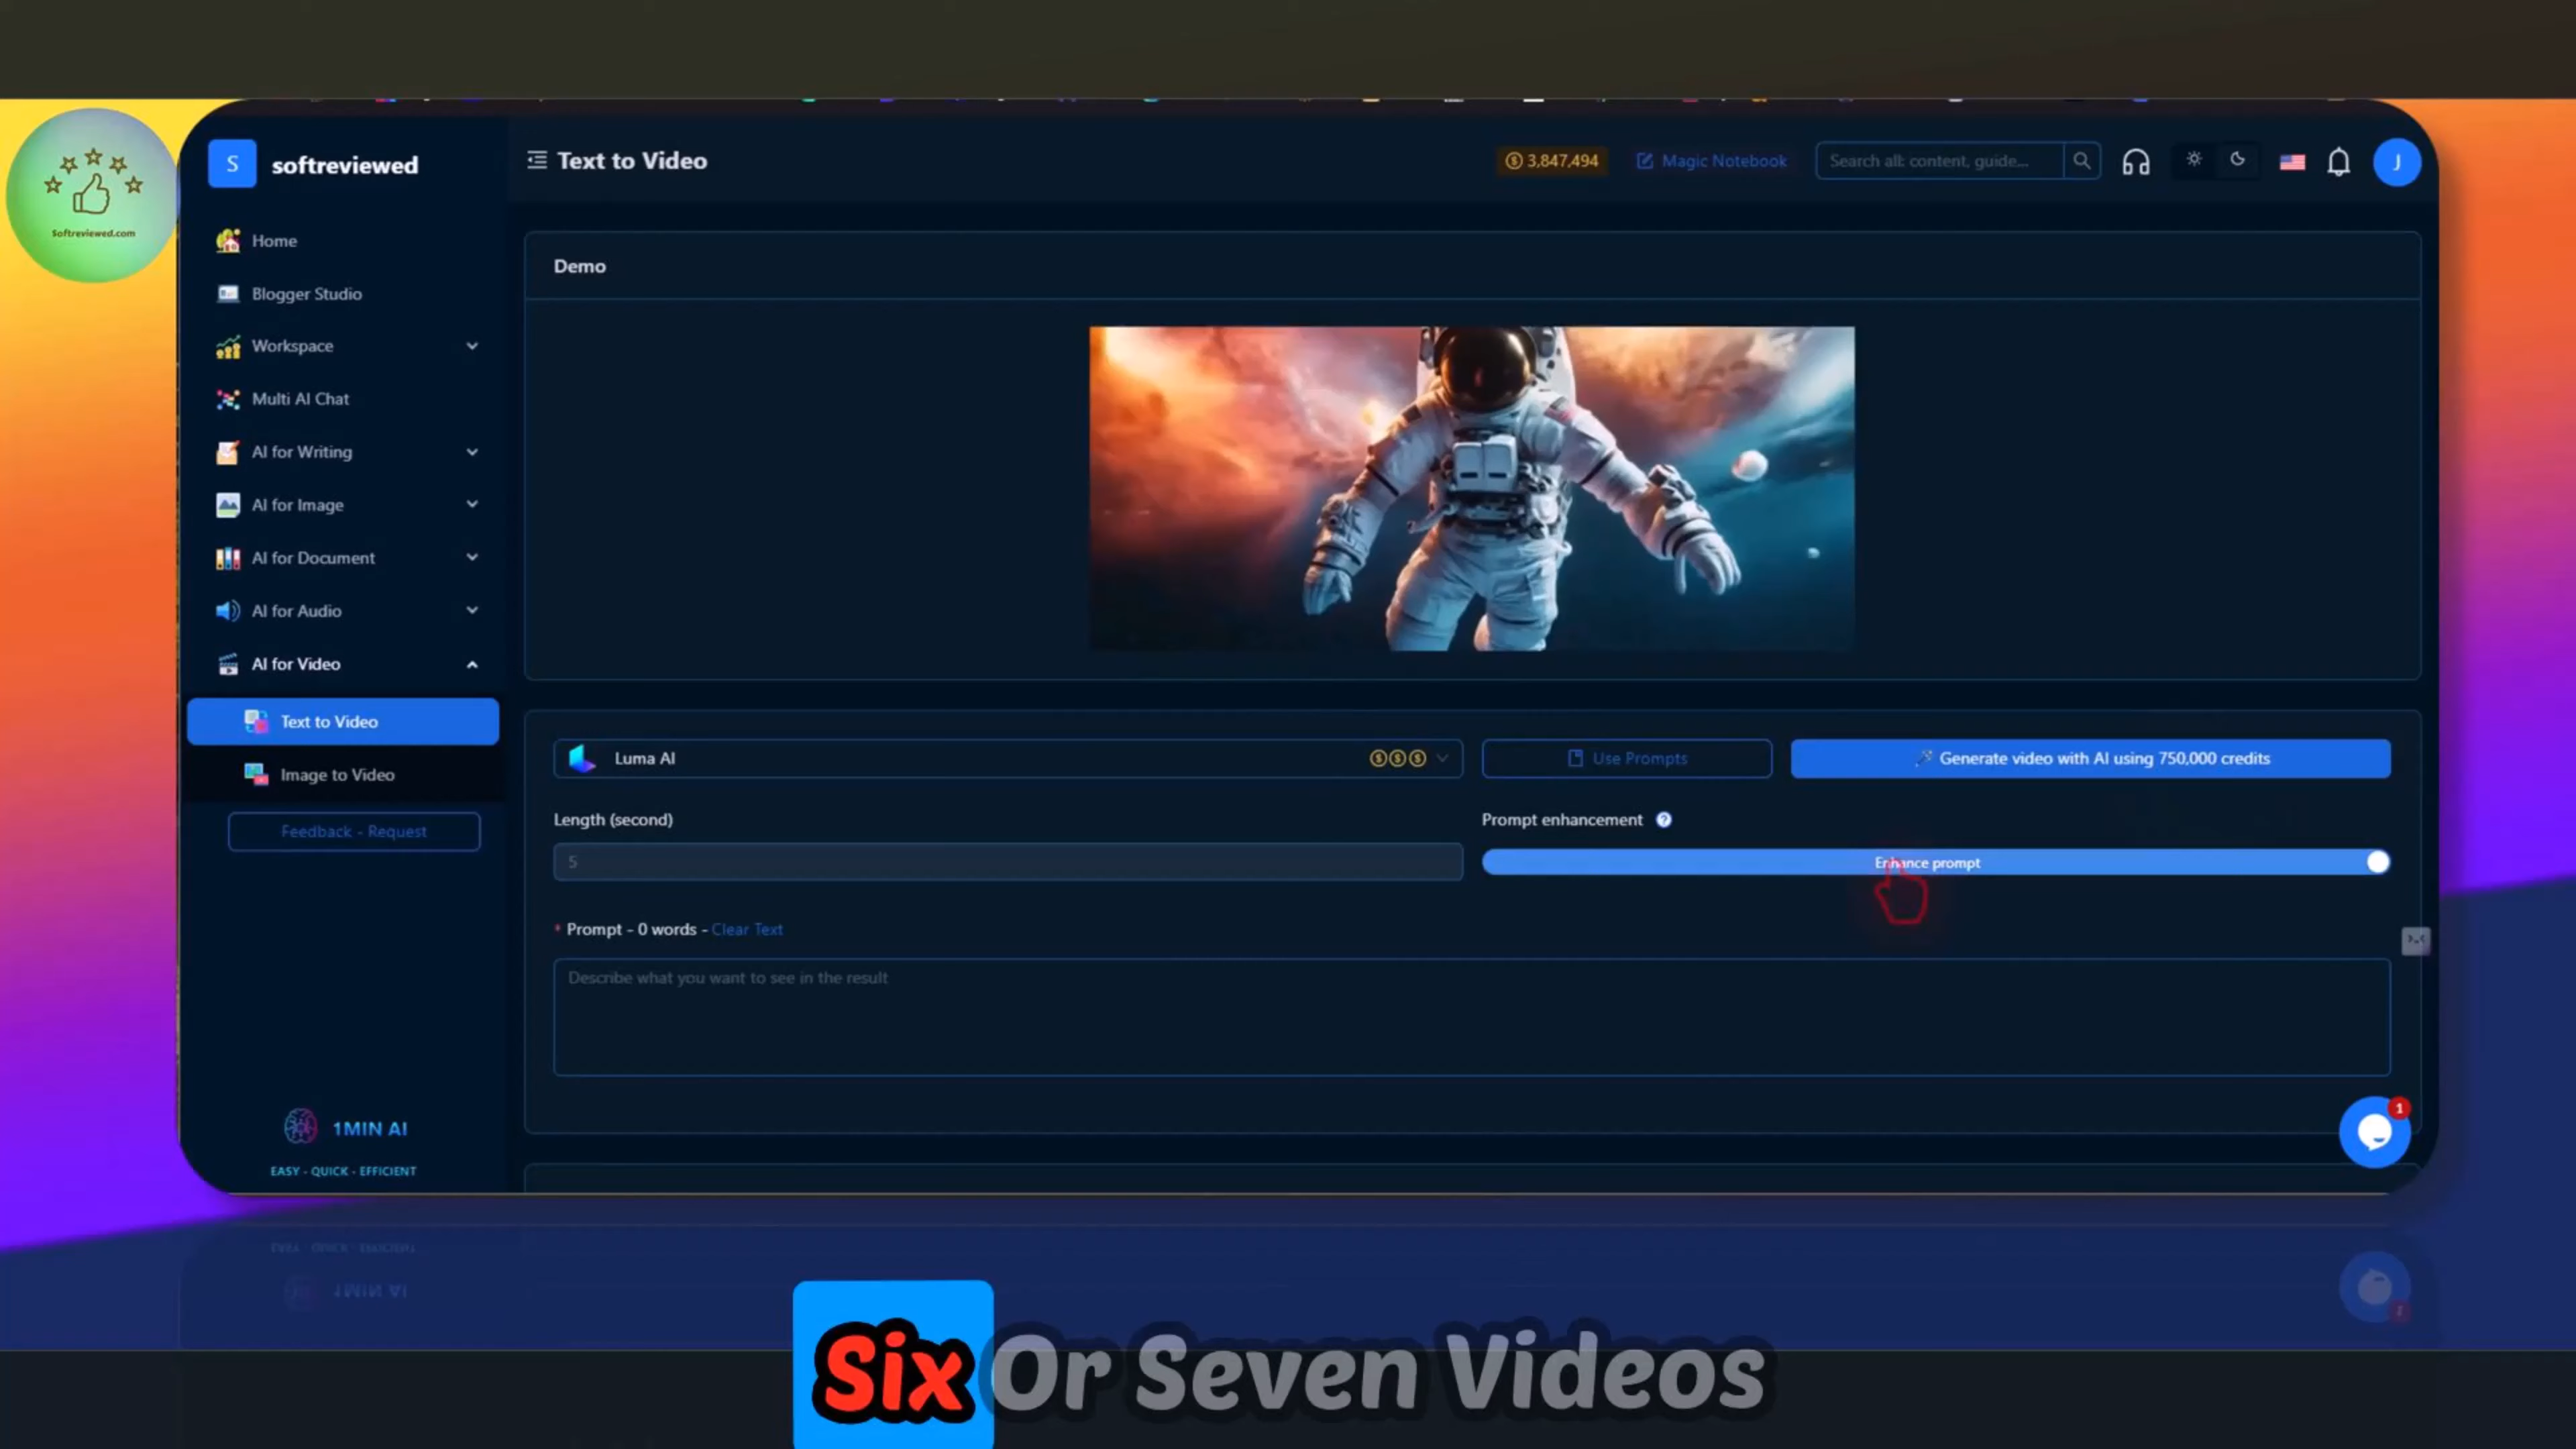 Softreviewed.com
S softreviewed
Text to Video
3,847,494
Magic Notebook
Search all: content, guide...
J
Home
Blogger Studio
Workspace
Multi AI Chat
AI for Writing
AI for Image
AI for Document
AI for Audio
AI for Video
Text to Video
Image to Video
Feedback - Request
1MIN AI
EASY - QUICK - EFFICIENT
Demo
Luma AI
Use Prompts
Generate video with AI using 750,000 credits
Length (second)
Prompt enhancement ?
5
Enhance prompt
* Prompt - 0 words - Clear Text
Describe what you want to see in the result
1
Six Or Seven Videos